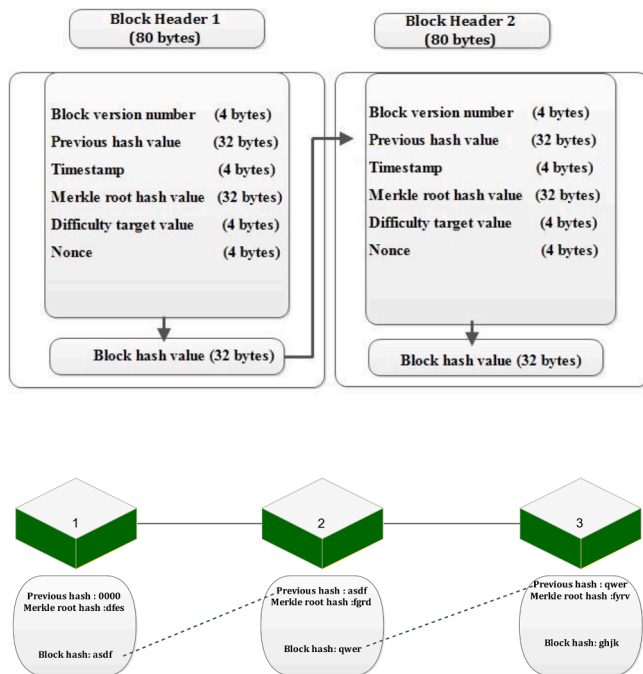 Block Header 1
(80 bytes)
Block Header 2
(80 bytes)
Block version number (4 bytes)
Previous hash value (32 bytes)
Timestamp (4 bytes)
Merkle root hash value (32 bytes)
Difficulty target value (4 bytes)
Nonce (4 bytes)
Block hash value (32 bytes)
Block version number (4 bytes)
Previous hash value (32 bytes)
Timestamp (4 bytes)
Merkle root hash value (32 bytes)
Difficulty target value (4 bytes)
Nonce (4 bytes)
Block hash value (32 bytes)
1
2
3
Previous hash : 0000
Merkle root hash :dfes
Block hash: asdf
Previous hash : asdf
Merkle root hash :fgrd
Block hash: qwer
Previous hash : qwer
Merkle root hash :fyrv
Block hash: ghjk